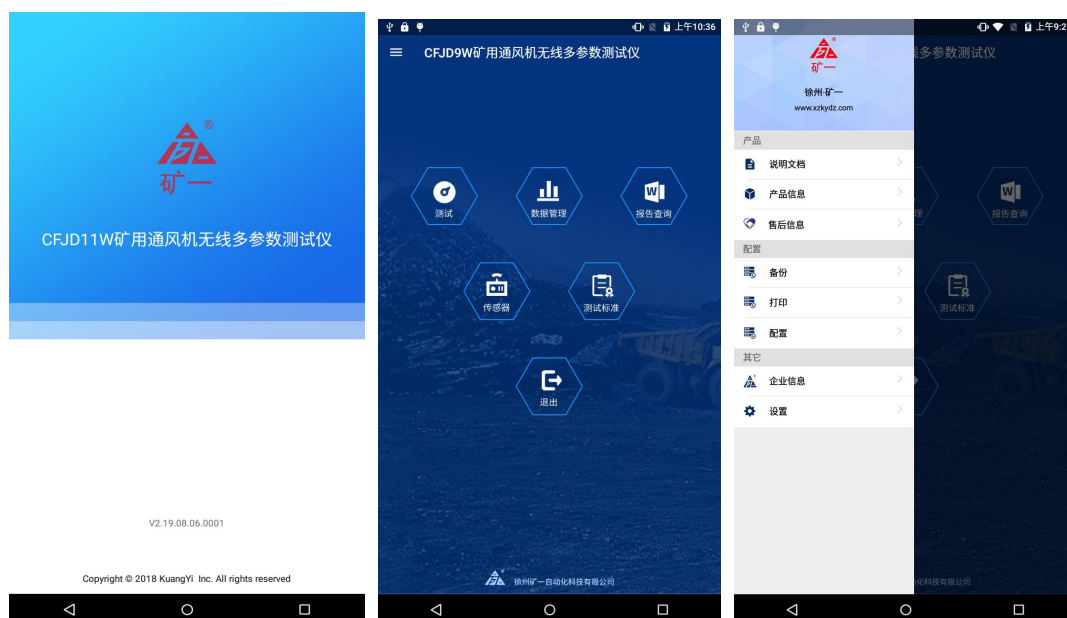 ®
矿一
CFJD11W矿用通风机无线多参数测试仪
V2.19.08.06.0001
Copyright © 2018 KuangYi Inc. All rights reserved
上午10:36
CFJD9W矿用通风机无线多参数测试仪
测试
数据管理
W
报告查询
传感器
测试标准
退出
徐州矿一自动化科技有限公司
上午9:2
线多参数测试仪
矿一
徐州·矿一
www.xzkydz.com
产品
说明文档
产品信息
售后信息
配置
备份
打印
配置
其它
企业信息
设置
理
W
报告查询
测试标准
化科技有限公司